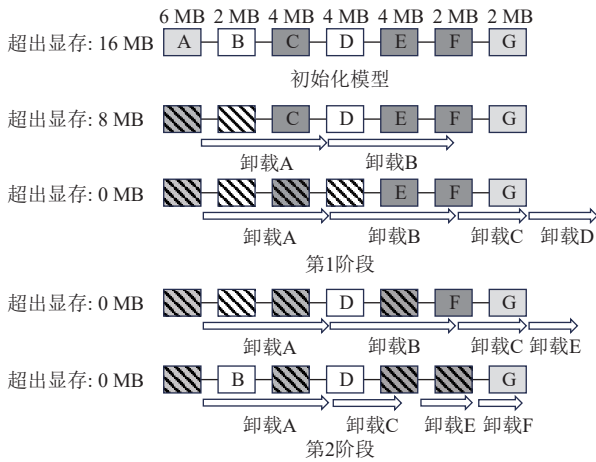 6 MB 2 MB 4 MB 4 MB 4 MB 2 MB 2 MB
超出显存: 16 MB A B C D E F G
初始化模型
超出显存: 8 MB C D E F G
卸载A 卸载B
超出显存: 0 MB E F G
卸载A 卸载B 卸载C 卸载D
第1阶段
超出显存: 0 MB D F G
卸载A 卸载B 卸载C 卸载E
超出显存: 0 MB B D G
卸载A 卸载C 卸载E 卸载F
第2阶段